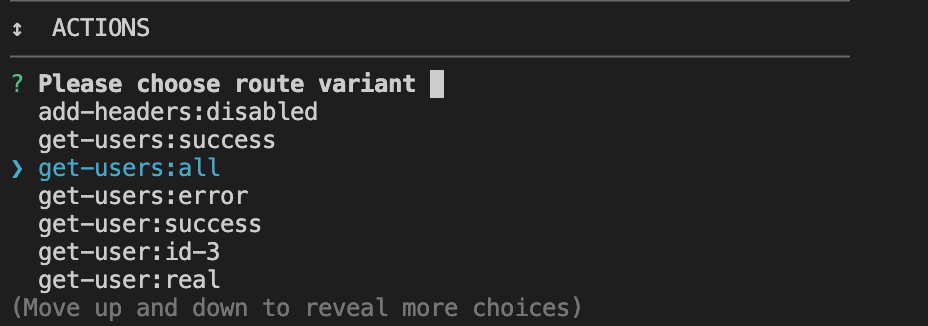 ↕ ACTIONS
? Please choose route variant
add-headers:disabled
get-users:success
❯ get-users:all
get-users:error
get-user:success
get-user:id-3
get-user:real
(Move up and down to reveal more choices)